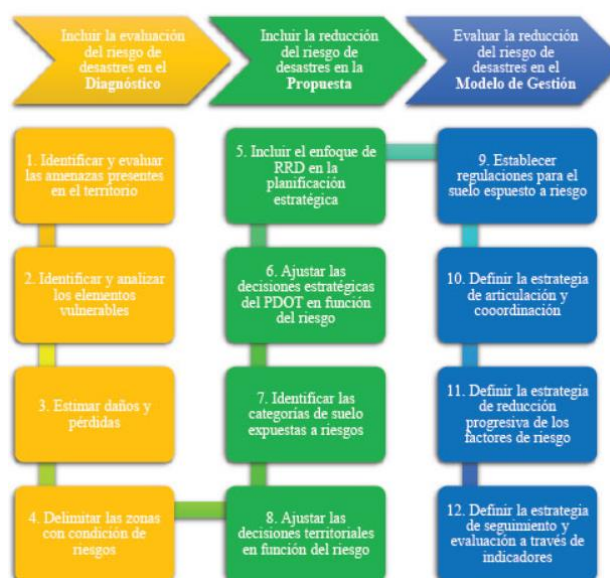 Incluir la evaluación
del riesgo de
desastres en el
Diagnóstico
Incluir la reducción
del riesgo de
desastres en la
Propuesta
Evaluar la reducción
del riesgo de
desastres en el
Modelo de Gestión
1. Identificar y evaluar
las amenazas presentes
en el territorio
2. Identificar y analizar
los elementos
vulnerables
3. Estimar daños y
pérdidas
4. Delimitar las zonas
con condición de
riesgos
5. Incluir el enfoque de
RRD en la
planificación
estratégica
6. Ajustar las
decisiones estratégicas
del PDOT en función
del riesgo
7. Identificar las
categorías de suelo
expuestas a riesgos
8. Ajustar las
decisiones territoriales
en función del riesgo
9. Establecer
regulaciones para el
suelo espuesto a riesgo
10. Definir la estrategia
de articulación y
cooordinación
11. Definir la estrategia
de reducción
progresiva de los
factores de riesgo
12. Definir la estrategia
de seguimiento y
evaluación a través de
indicadores